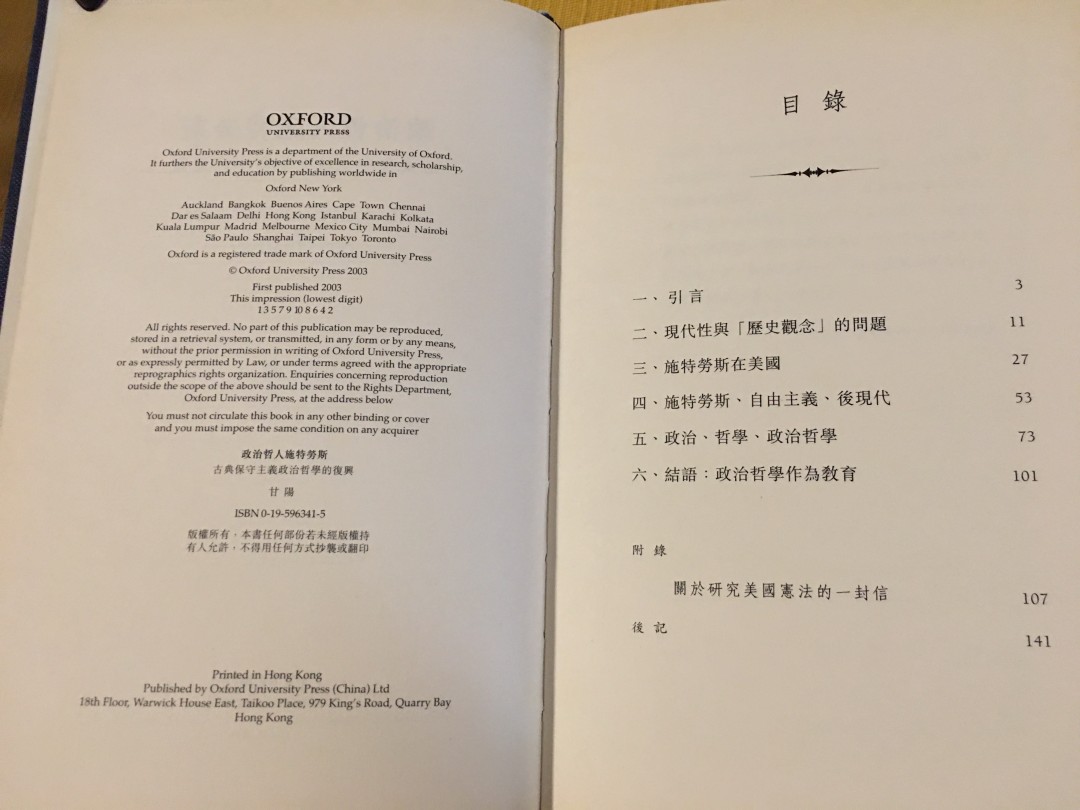 OXFORD
UNIVERSITY PRESS
Oxford University Press is a department of the University of Oxford.
It furthers the University's objective of excellence in research, scholarship,
and education by publishing worldwide in
Oxford New York
Auckland Bangkok Buenos Aires Cape Town Chennai
Dar es Salaam Delhi Hong Kong Istanbul Karachi Kolkata
Kuala Lumpur Madrid Melbourne Mexico City Mumbai Nairobi
São Paulo Shanghai Taipei Tokyo Toronto
Oxford is a registered trade mark of Oxford University Press
© Oxford University Press 2003
First published 2003
This impression (lowest digit)
1 3 5 7 9 10 8 6 4 2
All rights reserved. No part of this publication may be reproduced,
stored in a retrieval system, or transmitted, in any form or by any means,
without the prior permission in writing of Oxford University Press,
or as expressly permitted by Law, or under terms agreed with the appropriate
reprographics rights organization. Enquiries concerning reproduction
outside the scope of the above should be sent to the Rights Department,
Oxford University Press, at the address below
You must not circulate this book in any other binding or cover
and you must impose the same condition on any acquirer
政治哲人施特勞斯
古典保守主義政治哲學的復興
甘陽
ISBN 0-19-596341-5
版權所有，本書任何部份若未經版權持
有人允許，不得用任何方式抄襲或翻印
Printed in Hong Kong
Published by Oxford University Press (China) Ltd
18th Floor, Warwick House East, Taikoo Place, 979 King's Road, Quarry Bay
Hong Kong
目錄
一、引言 3
二、現代性與「歷史觀念」的問題 11
三、施特勞斯在美國 27
四、施特勞斯、自由主義、後現代 53
五、政治、哲學、政治哲學 73
六、結語：政治哲學作為教育 101
附錄
關於研究美國憲法的一封信 107
後記 141